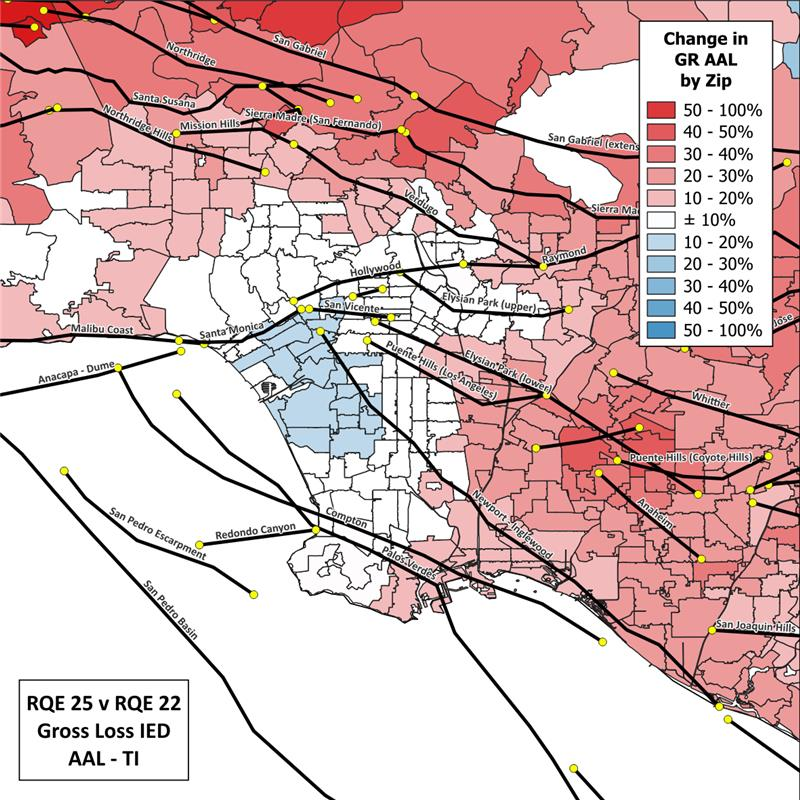 Change in
GR AAL
by Zip
50 - 100%
40 - 50%
30 - 40%
20 - 30%
10 - 20%
± 10%
10 - 20%
20 - 30%
30 - 40%
40 - 50%
50 - 100%
San Gabriel
Northridge
Santa Susana
Northridge Hills
Mission Hills
Sierra Madre (San Fernando)
San Gabriel (extens
Verdugo
Sierra Ma
Raymond
Hollywood
Elysian Park (upper)
San Vicente
Santa Monica
Malibu Coast
Jose
Anacapa - Dume
Puente Hills (Los Angeles)
Elysian Park (lower)
Whittier
Puente Hills (Coyote Hills)
Anaheim
Newport - Inglewood
Compton
Palos Verdes
Redondo Canyon
San Pedro Escarpment
San Pedro Basin
San Joaquin Hills
RQE 25 v RQE 22
Gross Loss IED
AAL - TI